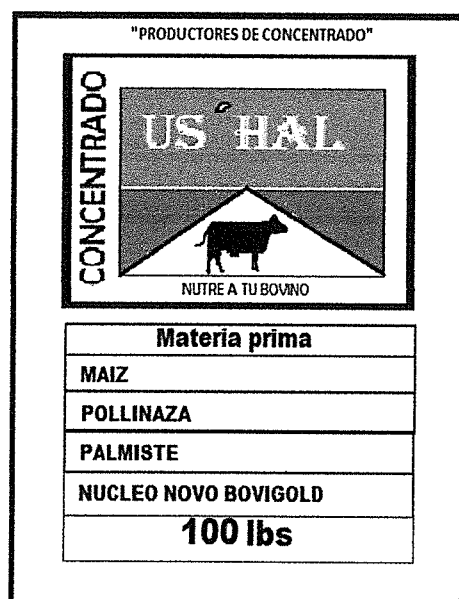 "PRODUCTORES DE CONCENTRADO"
CONCENTRADO
US´HAL
NUTRE A TU BOVINO
Materia prima
MAIZ
POLLINAZA
PALMISTE
NUCLEO NOVO BOVIGOLD
100 lbs